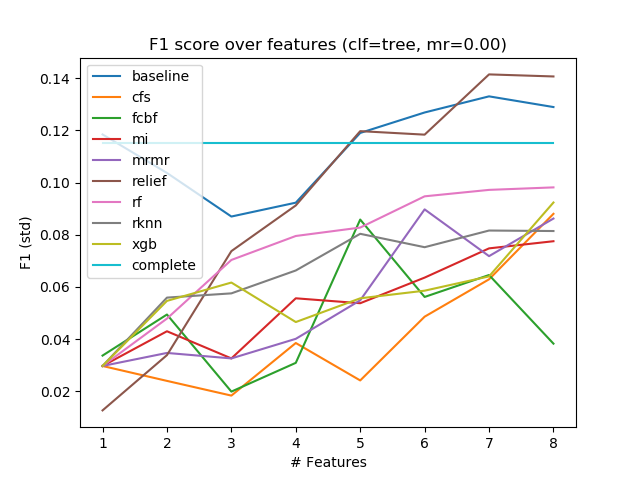 F1 score over features (clf=tree, mr=0.00)
F1 (std)
0.14
0.12
0.10
0.08
0.06
0.04
0.02
baseline
cfs
fcbf
mi
mrmr
relief
rf
rknn
xgb
complete
1 2 3 4 5 6 7 8
# Features